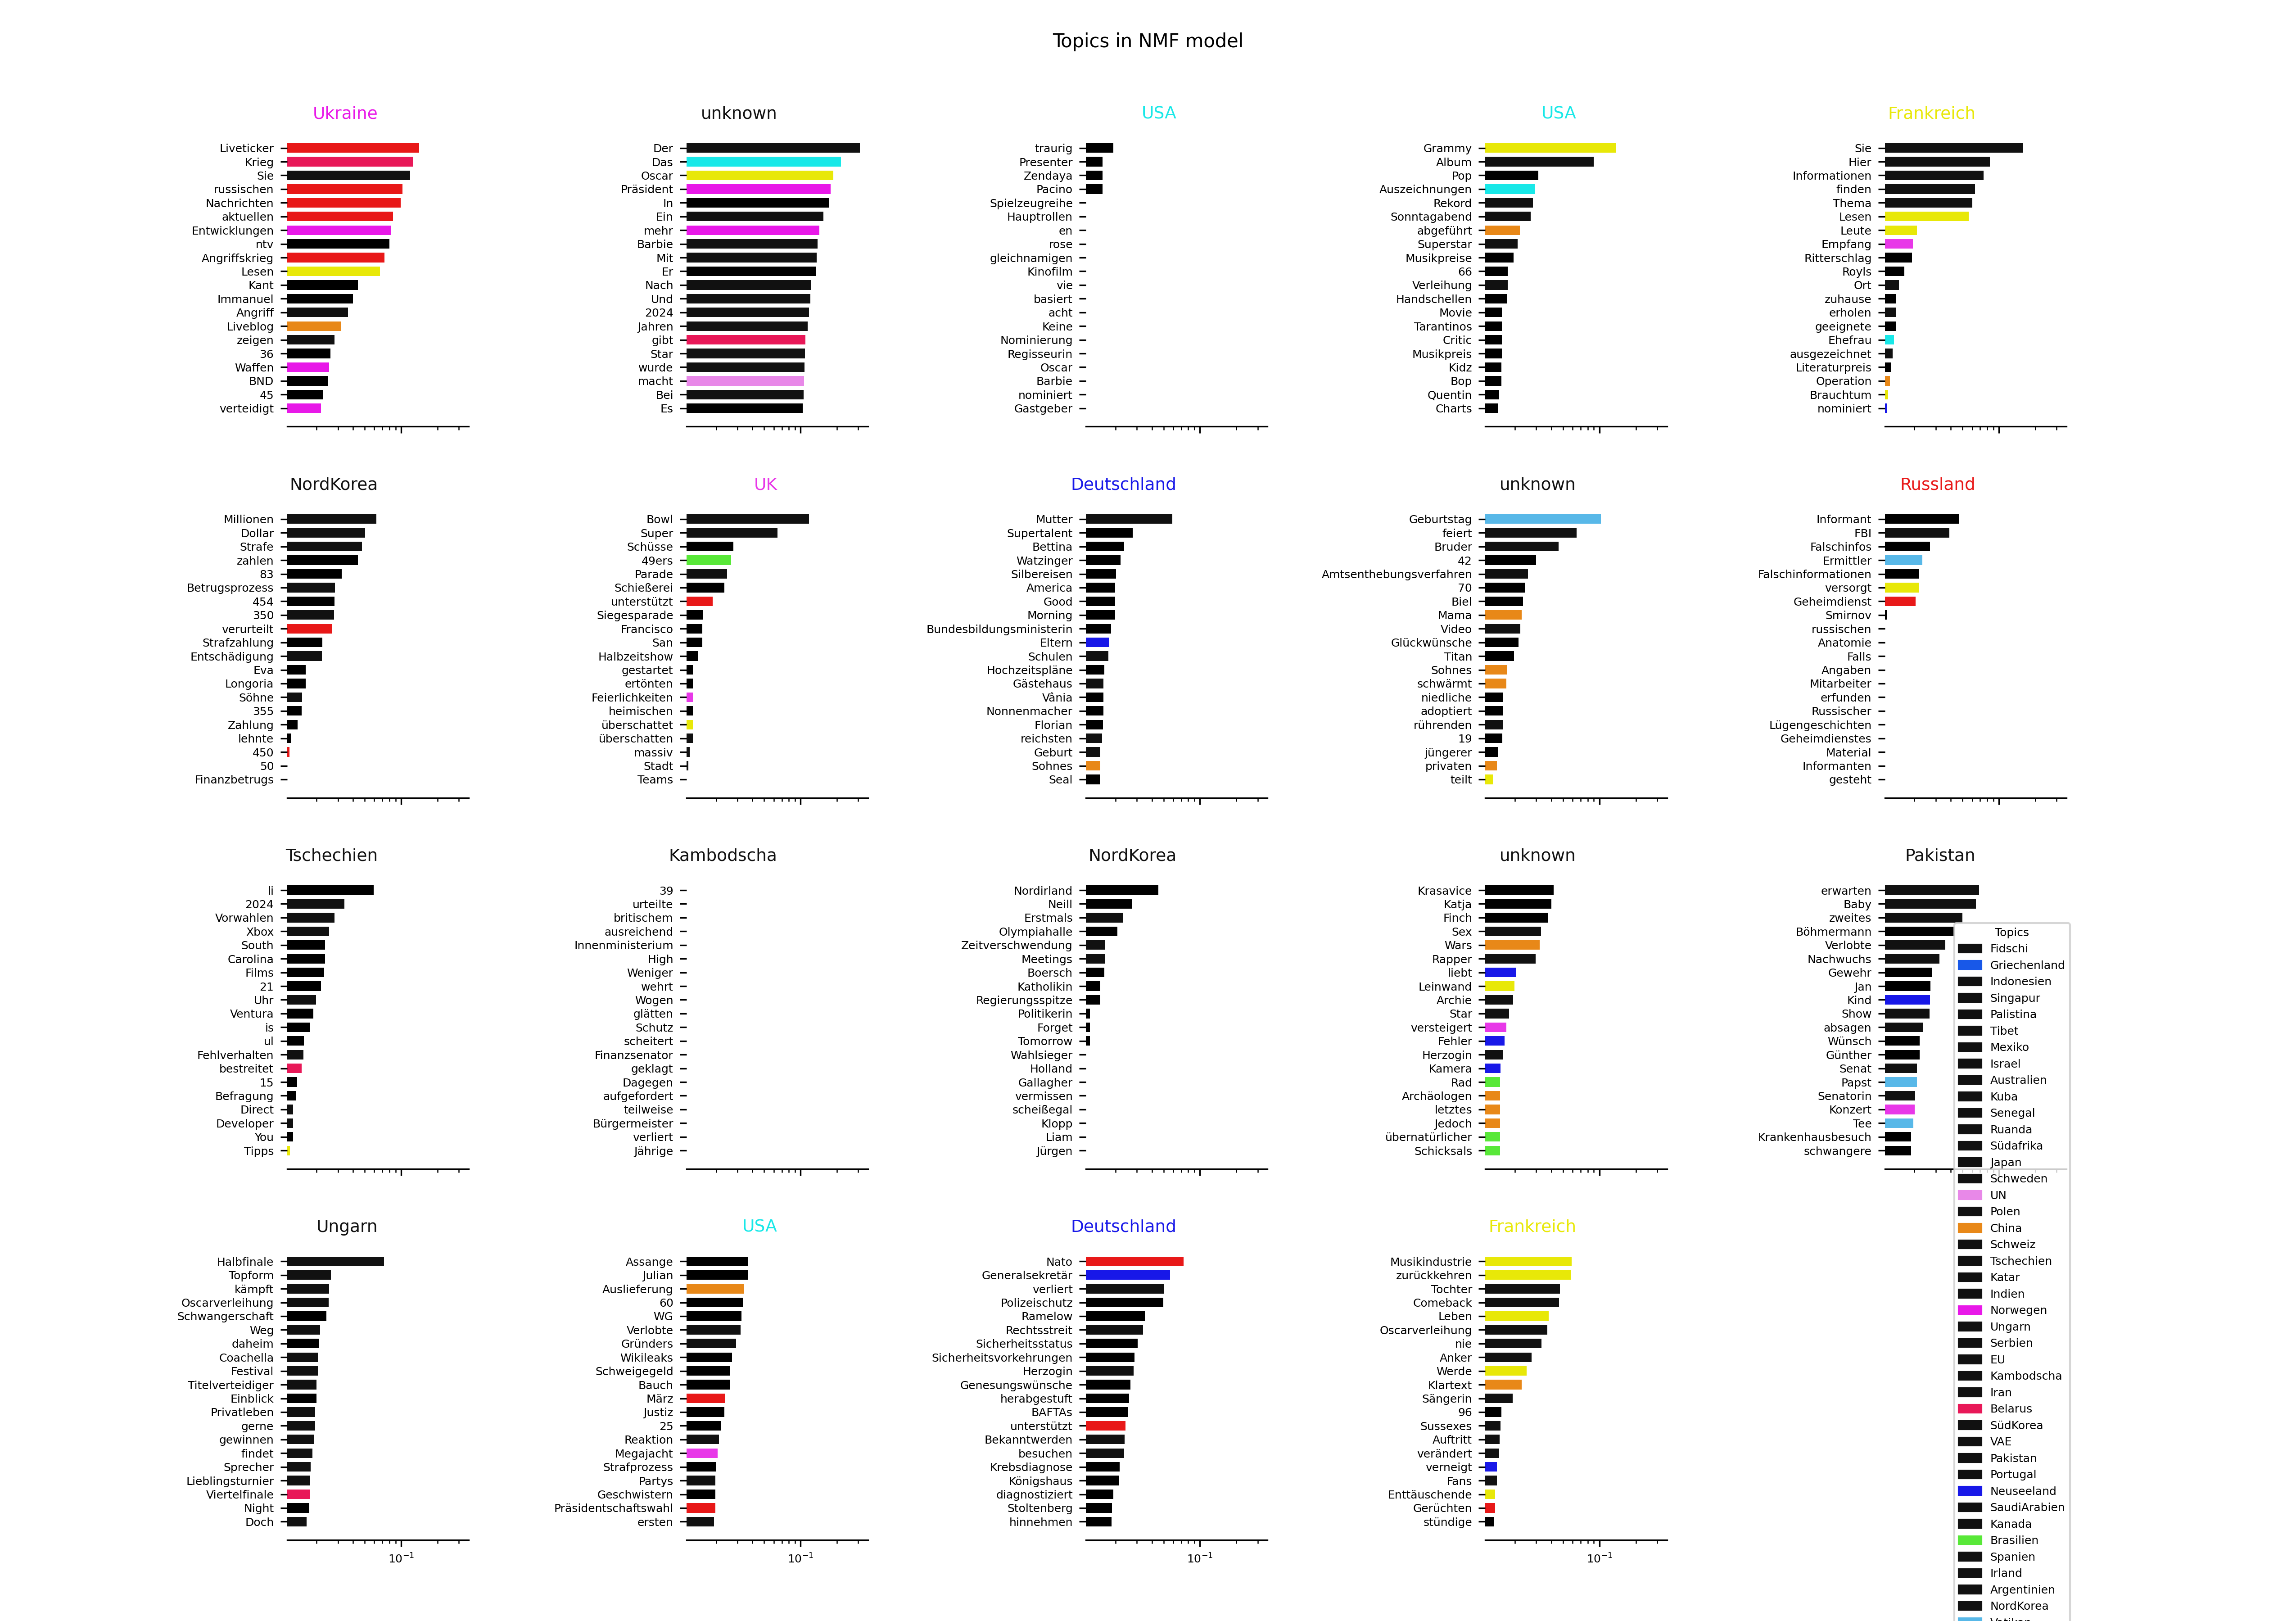 Topics in NMF model
Ukraine
Liveticker
Krieg
Sie
russischen
Nachrichten
aktuellen
Entwicklungen
ntv
Angriffskrieg
Lesen
Kant
Immanuel
Angriff
Liveblog
zeigen
36
Waffen
BND
45
verteidigt
unknown
Der
Das
Oscar
Präsident
In
Ein
mehr
Barbie
Mit
Er
Nach
Und
2024
Jahren
gibt
Star
wurde
macht
Bei
Es
USA
traurig
Presenter
Zendaya
Pacino
Spielzeugreihe
Hauptrollen
en
rose
gleichnamigen
Kinofilm
vie
basiert
acht
Keine
Nominierung
Regisseurin
Oscar
Barbie
nominiert
Gastgeber
USA
Grammy
Album
Pop
Auszeichnungen
Rekord
Sonntagabend
abgeführt
Superstar
Musikpreise
66
Verleihung
Handschellen
Movie
Tarantinos
Critic
Musikpreis
Kidz
Bop
Quentin
Charts
Frankreich
Sie
Hier
Informationen
finden
Thema
Lesen
Leute
Empfang
Ritterschlag
Royls
Ort
zuhause
erholen
geeignete
Ehefrau
ausgezeichnet
Literaturpreis
Operation
Brauchtum
nominiert
NordKorea
Millionen
Dollar
Strafe
zahlen
83
Betrugsprozess
454
350
verurteilt
Strafzahlung
Entschädigung
Eva
Longoria
Söhne
355
Zahlung
lehnte
450
50
Finanzbetrugs
UK
Bowl
Super
Schüsse
49ers
Parade
Schießerei
unterstützt
Siegesparade
Francisco
San
Halbzeitshow
gestartet
ertönten
Feierlichkeiten
heimischen
überschattet
überschatten
massiv
Stadt
Teams
Deutschland
Mutter
Supertalent
Bettina
Watzinger
Silbereisen
America
Good
Morning
Bundesbildungsministerin
Eltern
Schulen
Hochzeitspläne
Gästehaus
Vânia
Nonnenmacher
Florian
reichsten
Geburt
Sohnes
Seal
unknown
Geburtstag
feiert
Bruder
42
Amtsenthebungsverfahren
70
Biel
Mama
Video
Glückwünsche
Titan
Sohnes
schwärmt
niedliche
adoptiert
rührenden
19
jüngerer
privaten
teilt
Russland
Informant
FBI
Falschinfos
Ermittler
Falschinformationen
versorgt
Geheimdienst
Smirnov
russischen
Anatomie
Falls
Angaben
Mitarbeiter
erfunden
Russischer
Lügengeschichten
Geheimdienstes
Material
Informanten
gesteht
Tschechien
li
2024
Vorwahlen
Xbox
South
Carolina
Films
21
Uhr
Ventura
is
ul
Fehlverhalten
bestreitet
15
Befragung
Direct
Developer
You
Tipps
Kambodscha
39
urteilte
britischem
ausreichend
Innenministerium
High
Weniger
wehrt
Wogen
glätten
Schutz
scheitert
Finanzsenator
geklagt
Dagegen
aufgefordert
teilweise
Bürgermeister
verliert
Jährige
NordKorea
Nordirland
Neill
Erstmals
Olympiahalle
Zeitverschwendung
Meetings
Boersch
Katholikin
Regierungsspitze
Politikerin
Forget
Tomorrow
Wahlsieger
Holland
Gallagher
vermissen
scheißegal
Klopp
Liam
Jürgen
unknown
Krasavice
Katja
Finch
Sex
Wars
Rapper
liebt
Leinwand
Archie
Star
versteigert
Fehler
Herzogin
Kamera
Rad
Archäologen
letztes
Jedoch
übernatürlicher
Schicksals
Pakistan
erwarten
Baby
zweites
Böhmermann
Verlobte
Nachwuchs
Gewehr
Jan
Kind
Show
absagen
Wünsch
Günther
Senat
Papst
Senatorin
Konzert
Tee
Krankenhausbesuch
schwangere
Ungarn
Halbfinale
Topform
kämpft
Oscarverleihung
Schwangerschaft
Weg
daheim
Coachella
Festival
Titelverteidiger
Einblick
Privatleben
gerne
gewinnen
findet
Sprecher
Lieblingsturnier
Viertelfinale
Night
Doch
10⁻¹
USA
Assange
Julian
Auslieferung
60
WG
Verlobte
Gründers
Wikileaks
Schweigegeld
Bauch
März
Justiz
25
Reaktion
Megajacht
Strafprozess
Partys
Geschwistern
Präsidentschaftswahl
ersten
10⁻¹
Deutschland
Nato
Generalsekretär
verliert
Polizeischutz
Ramelow
Rechtsstreit
Sicherheitsstatus
Sicherheitsvorkehrungen
Herzogin
Genesungswünsche
herabgestuft
BAFTAs
unterstützt
Bekanntwerden
besuchen
Krebsdiagnose
Königshaus
diagnostiziert
Stoltenberg
hinnehmen
10⁻¹
Frankreich
Musikindustrie
zurückkehren
Tochter
Comeback
Leben
Oscarverleihung
nie
Anker
Werde
Klartext
Sängerin
96
Sussexes
Auftritt
verändert
verneigt
Fans
Enttäuschende
Gerüchten
stündige
10⁻¹
Topics
Fidschi
Griechenland
Indonesien
Singapur
Palistina
Tibet
Mexiko
Israel
Australien
Kuba
Senegal
Ruanda
Südafrika
Japan
Schweden
UN
Polen
China
Schweiz
Tschechien
Katar
Indien
Norwegen
Ungarn
Serbien
EU
Kambodscha
Iran
Belarus
SüdKorea
VAE
Pakistan
Portugal
Neuseeland
SaudiArabien
Kanada
Brasilien
Spanien
Irland
Argentinien
NordKorea